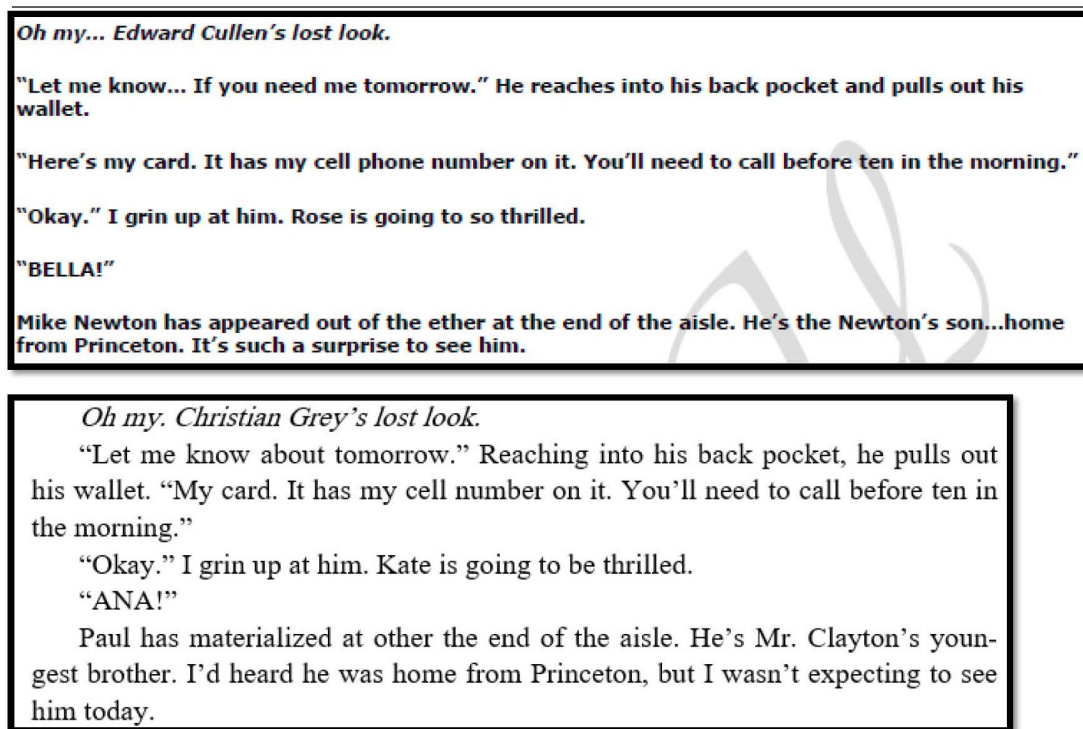 Oh my... Edward Cullen's lost look.
“Let me know... If you need me tomorrow.” He reaches into his back pocket and pulls out his
wallet.
“Here's my card. It has my cell phone number on it. You'll need to call before ten in the morning.”
“Okay.” I grin up at him. Rose is going to so thrilled.
“BELLA!”
Mike Newton has appeared out of the ether at the end of the aisle. He's the Newton's son...home
from Princeton. It's such a surprise to see him.
Oh my. Christian Grey's lost look.
“Let me know about tomorrow.” Reaching into his back pocket, he pulls out
his wallet. “My card. It has my cell number on it. You'll need to call before ten in
the morning.”
“Okay.” I grin up at him. Kate is going to be thrilled.
“ANA!”
Paul has materialized at other the end of the aisle. He's Mr. Clayton's youn-
gest brother. I'd heard he was home from Princeton, but I wasn't expecting to see
him today.